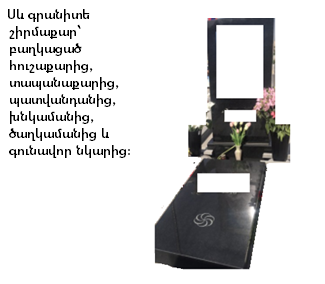 Սև գրանիտե
շիրմաքար՝
բաղկացած
հուշաքարից,
տապանաքարից,
պատվանդանից,
խնկամանից,
ծաղկամանից և
գունավոր նկարից: